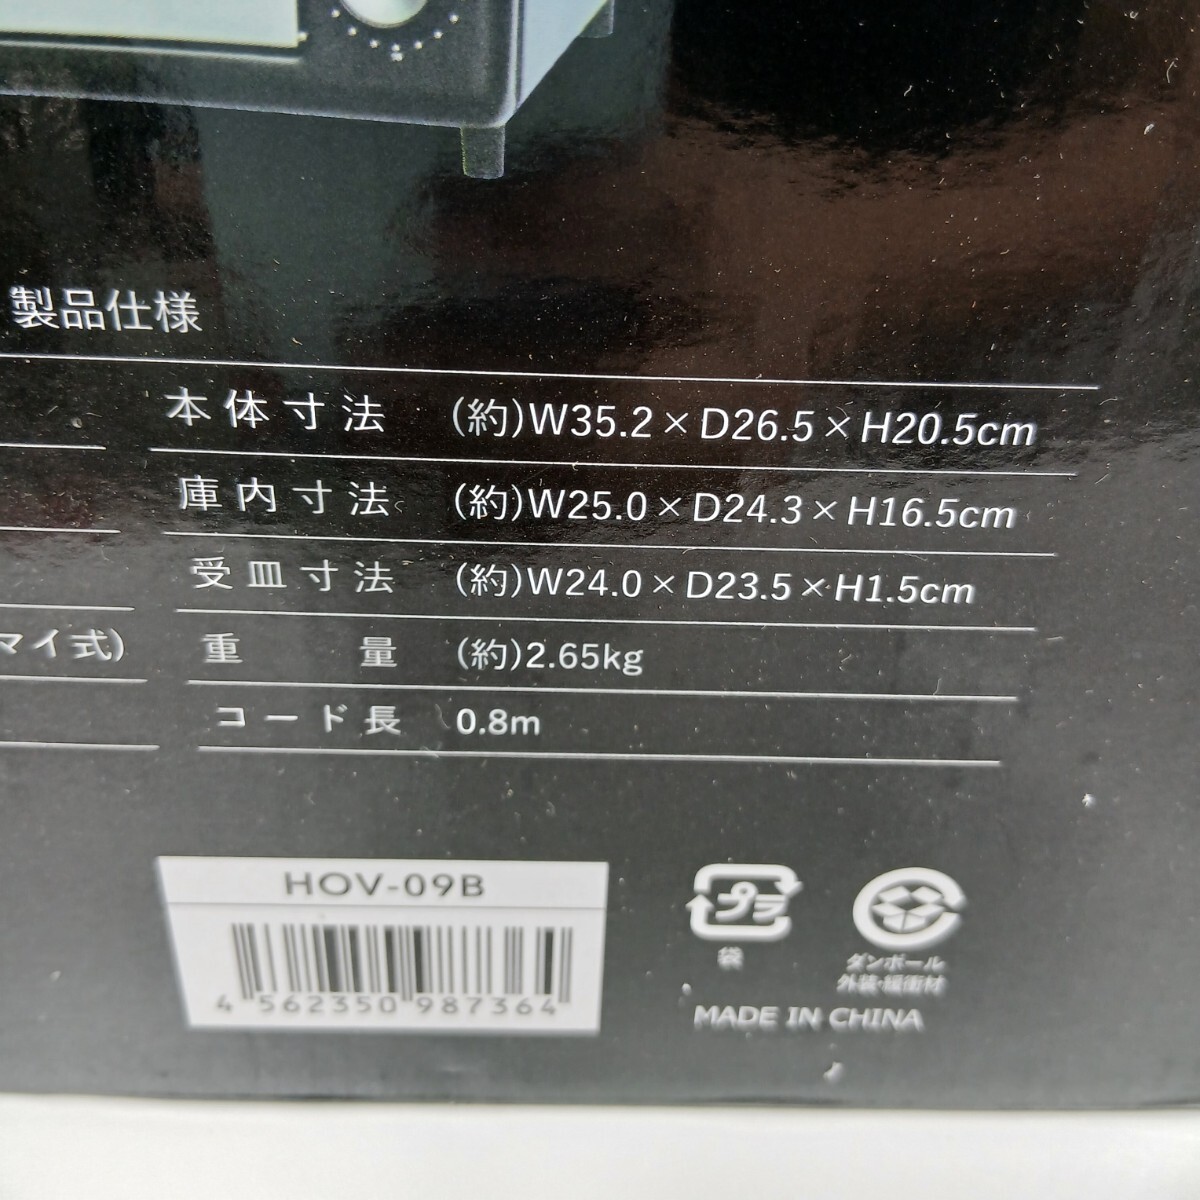 製品仕様
本体寸法 (約)W35.2×D26.5×H20.5cm
庫内寸法 (約)W25.0×D24.3×H16.5cm
受皿寸法 (約)W24.0×D23.5×H1.5cm
マイ式) 重量 (約)2.65kg
コード長 0.8m
HOV-09B
4 562350 987364
プラ
袋
ダンボール
外装・緩衝材
MADE IN CHINA